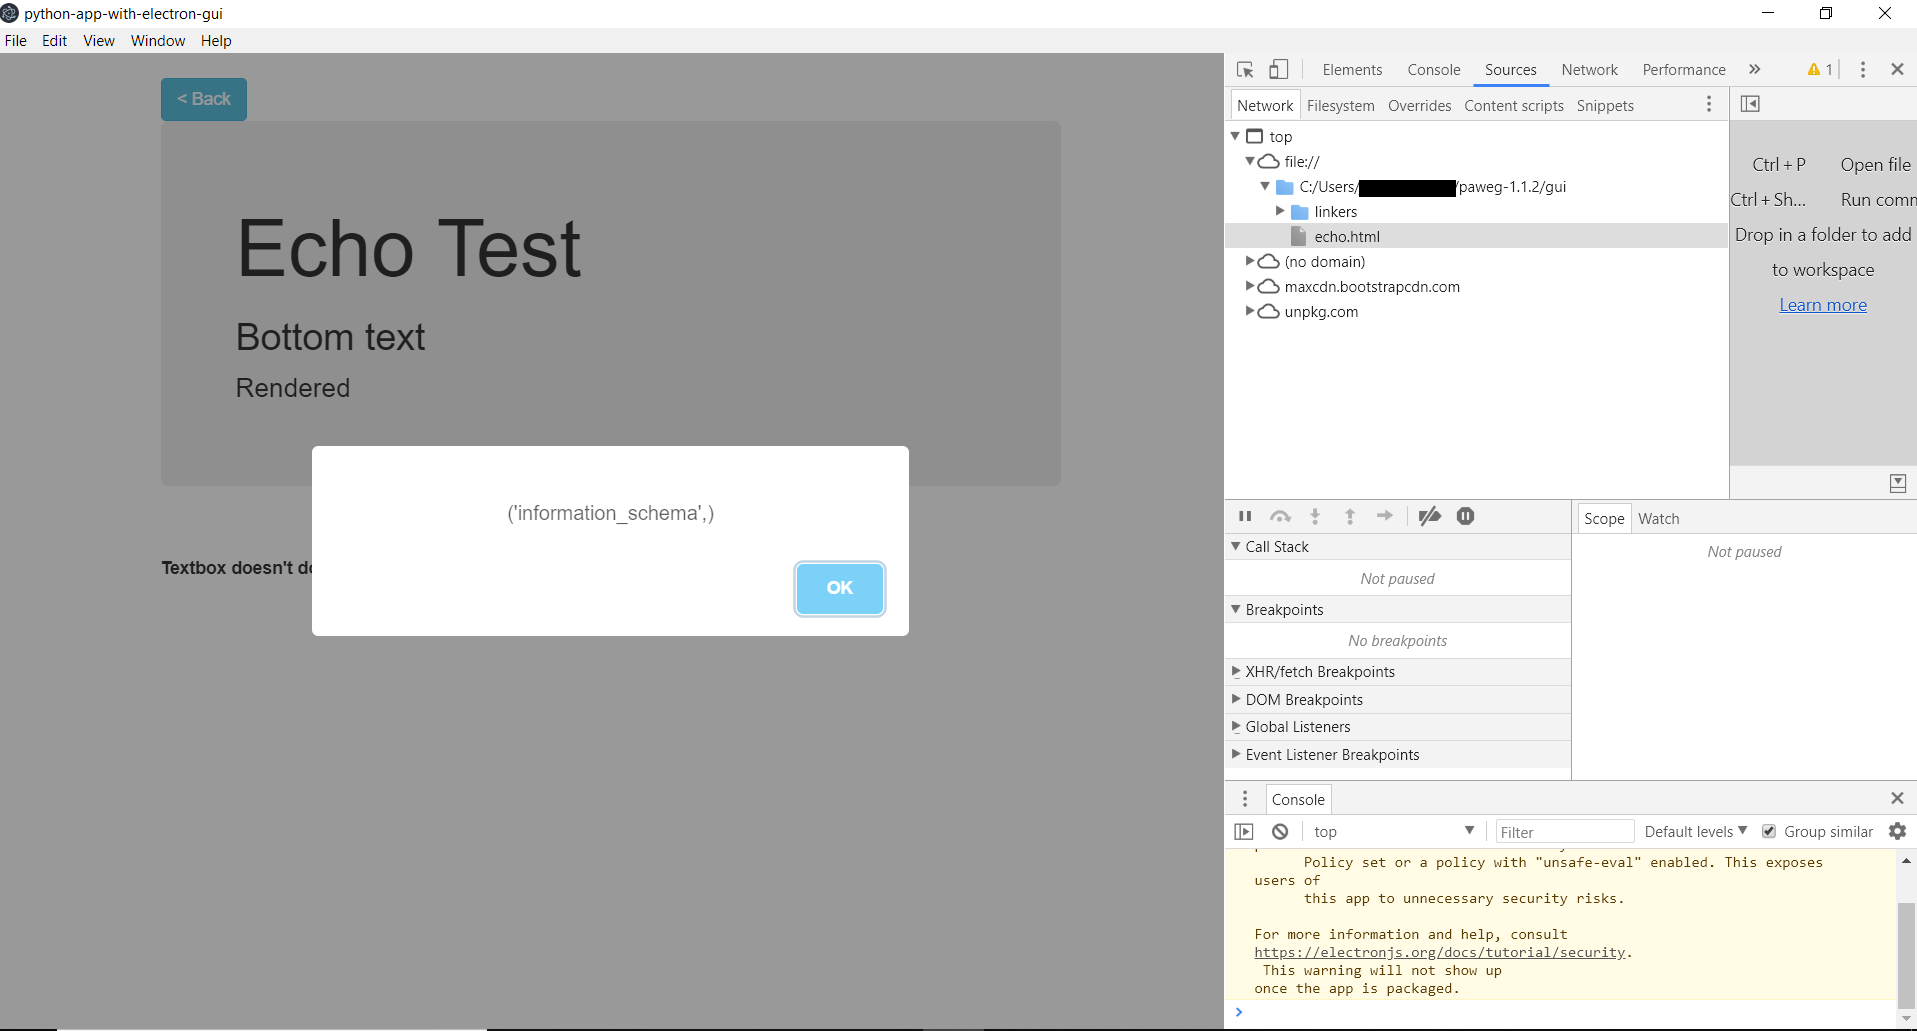 python-app-with-electron-gui
File Edit View Window Help
< Back
Echo Test
Bottom text
Rendered
Textbox doesn't
('information_schema',)
OK
Elements Console Sources Network Performance » 1
Network Filesystem Overrides Content scripts Snippets
top
file://
C:/Users/ /paweg-1.1.2/gui
linkers
echo.html
(no domain)
maxcdn.bootstrapcdn.com
unpkg.com
Ctrl + P Open file
Ctrl + Sh... Run comm
Drop in a folder to add
to workspace
Learn more
Call Stack
Not paused
Breakpoints
No breakpoints
XHR/fetch Breakpoints
DOM Breakpoints
Global Listeners
Event Listener Breakpoints
Scope Watch
Not paused
Console
top Filter Default levels Group similar
Policy set or a policy with "unsafe-eval" enabled. This exposes
users of
this app to unnecessary security risks.
For more information and help, consult
https://electronjs.org/docs/tutorial/security.
This warning will not show up
once the app is packaged.
>